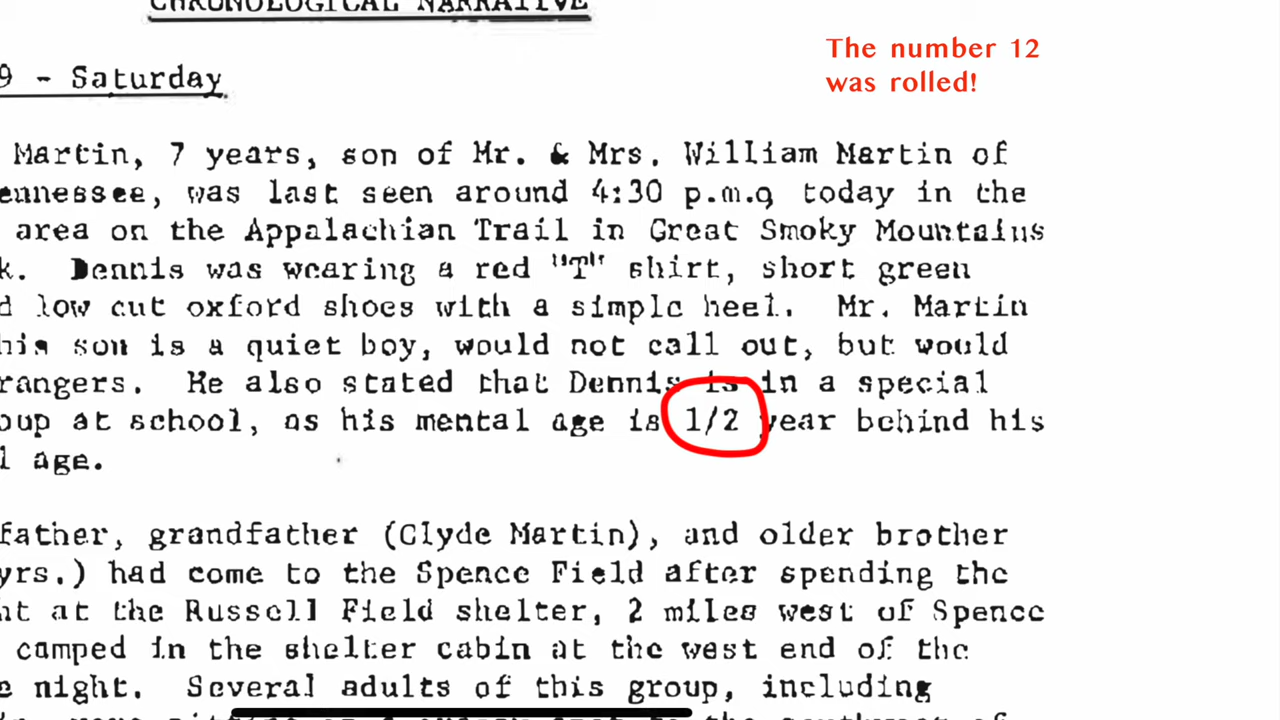 CHRONOLOGICAL NARRATIVE
The number 12
was rolled!
9 - Saturday
Martin, 7 years, son of Mr. & Mrs. William Martin of
ennessee, was last seen around 4:30 p.m.q today in the
area on the Appalachian Trail in Great Smoky Mountains
k. Dennis was wearing a red "T" shirt, short green
d low cut oxford shoes with a simple heel. Mr. Martin
his son is a quiet boy, would not call out, but would
rangers. He also stated that Dennis is in a special
oup at school, as his mental age is 1/2 year behind his
l age.
father, grandfather (Clyde Martin), and older brother
yrs.) had come to the Spence Field after spending the
ht at the Russell Field shelter, 2 miles west of Spence
camped in the shelter cabin at the west end of the
e night. Several adults of this group, including
the southwest of